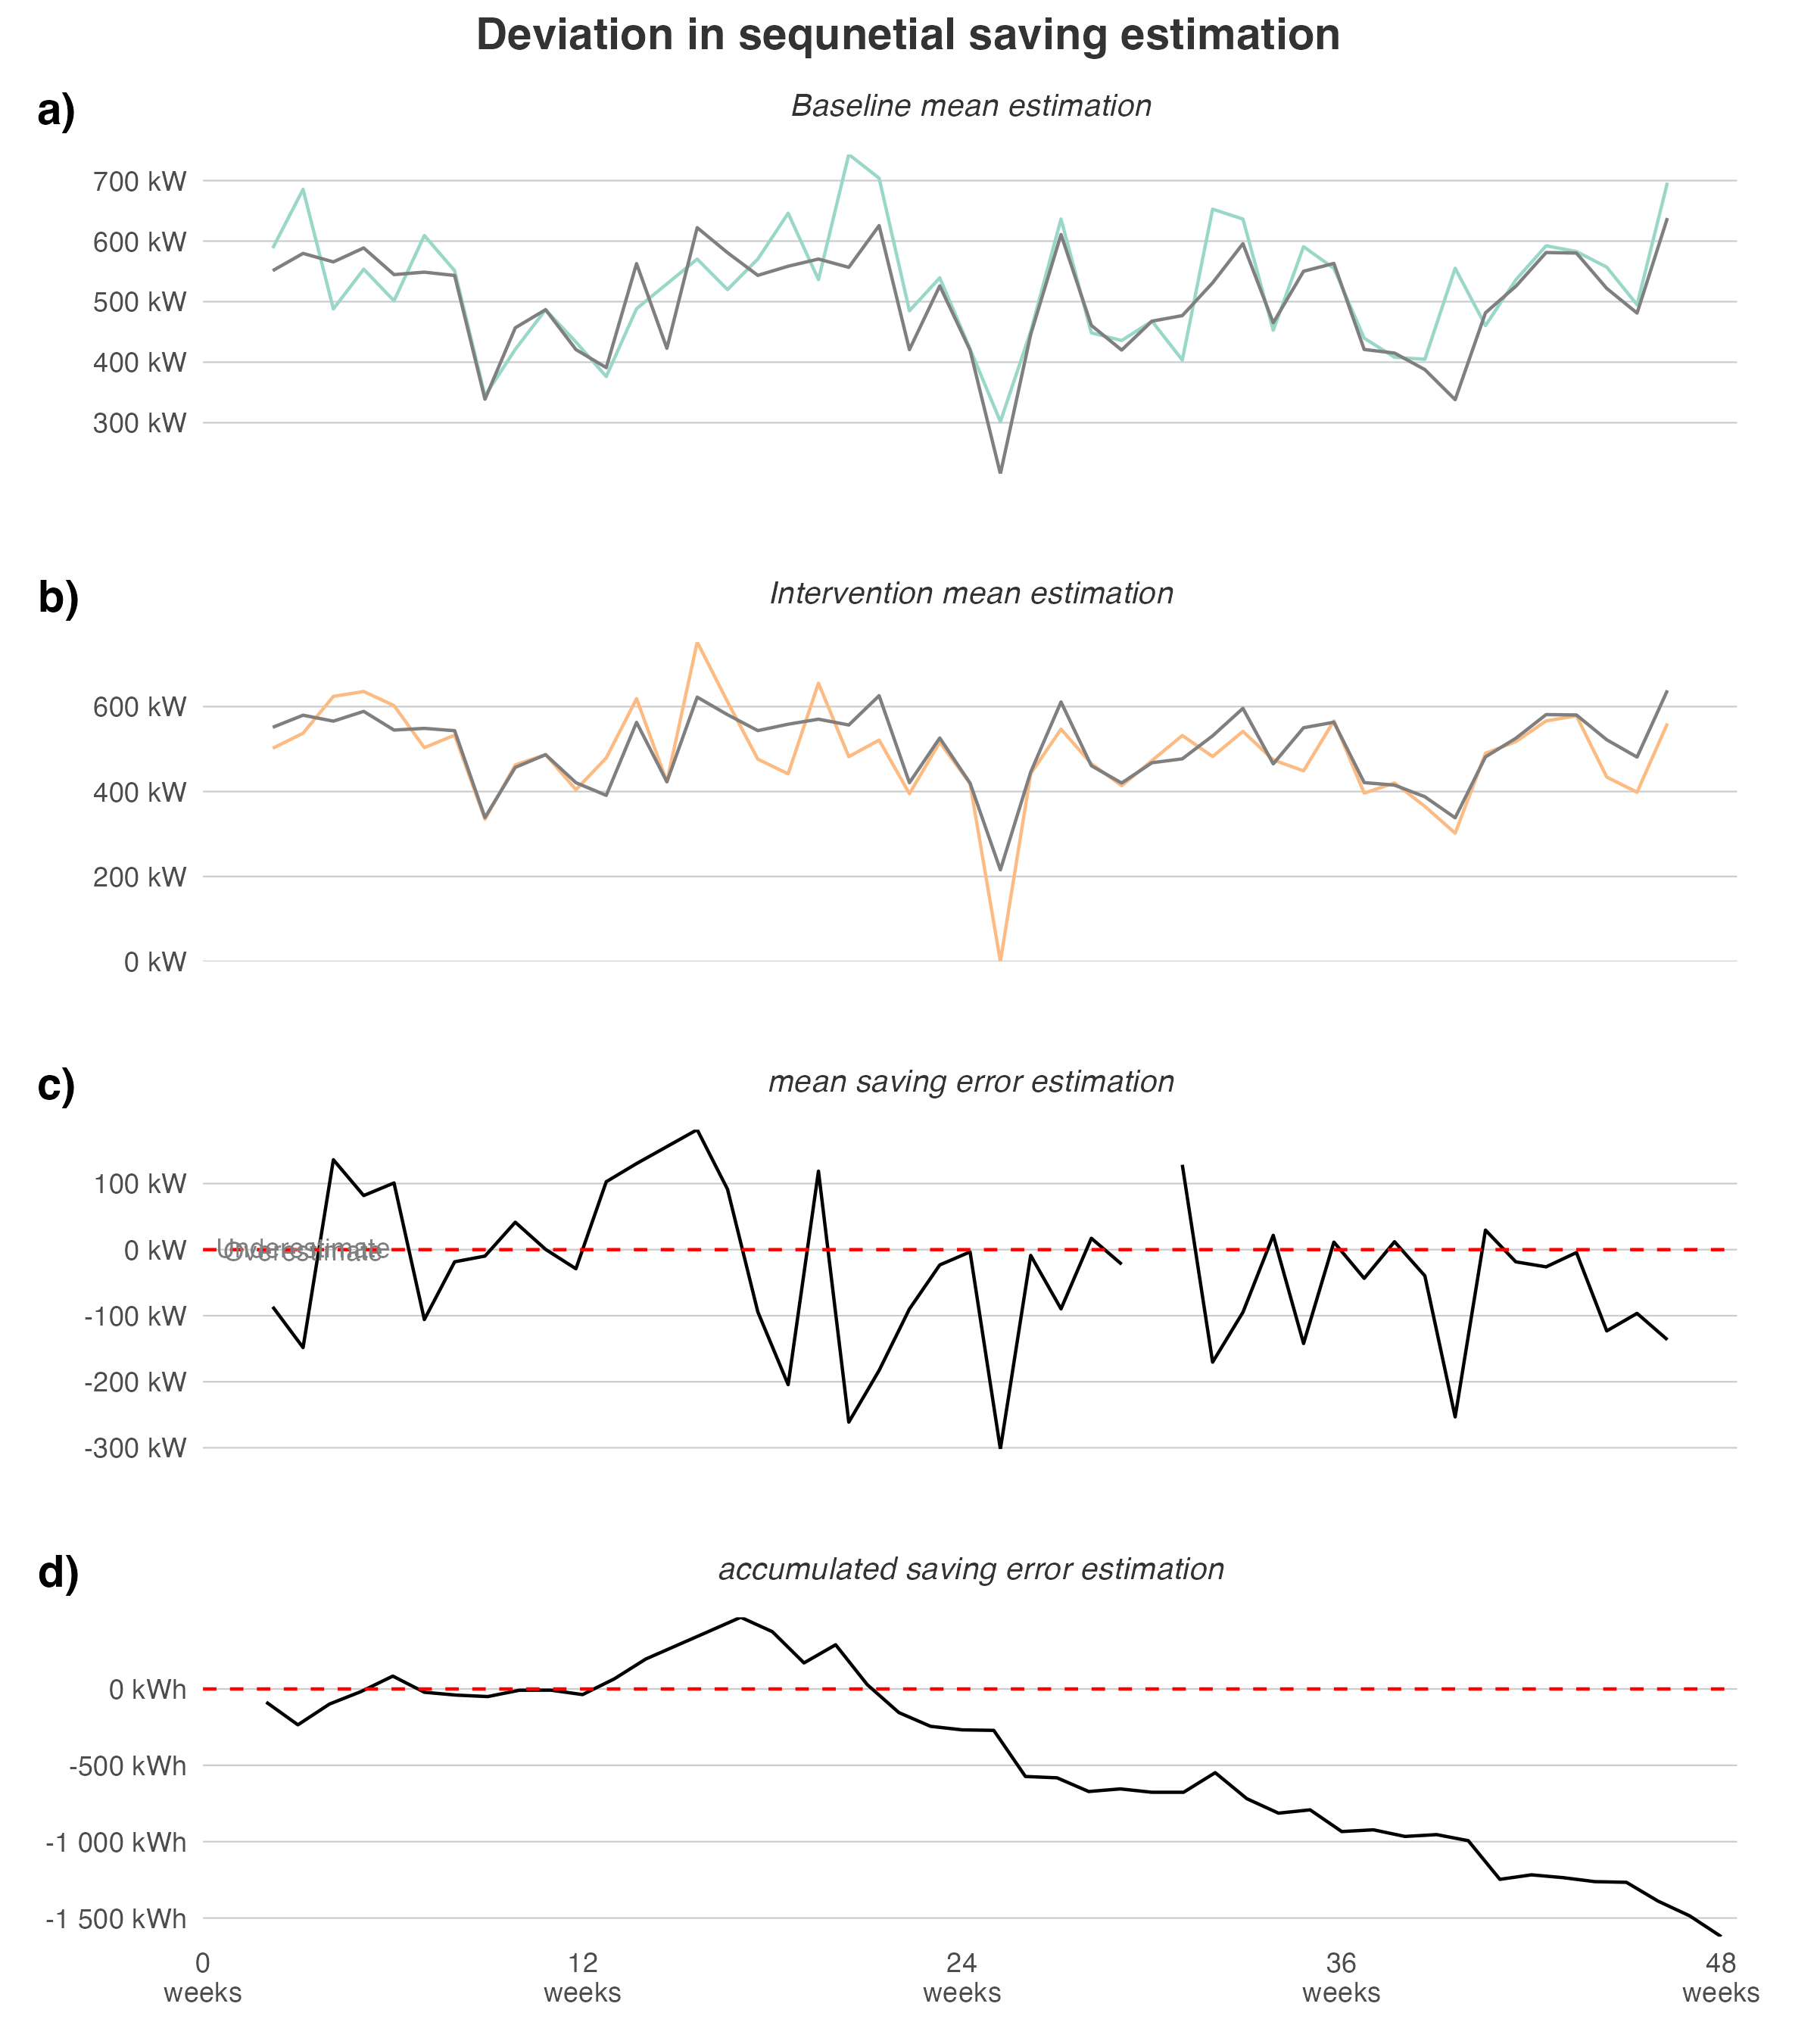 Deviation in sequnetial saving estimation
a)
Baseline mean estimation
700 kW
600 kW
500 kW
400 kW
300 kW
b)
Intervention mean estimation
600 kW
400 kW
200 kW
0 kW
c)
mean saving error estimation
100 kW
0 kW
Underestimate
Overestimate
-100 kW
-200 kW
-300 kW
d)
accumulated saving error estimation
0 kWh
-500 kWh
-1 000 kWh
-1 500 kWh
0 12 24 36 48
weeks weeks weeks weeks weeks